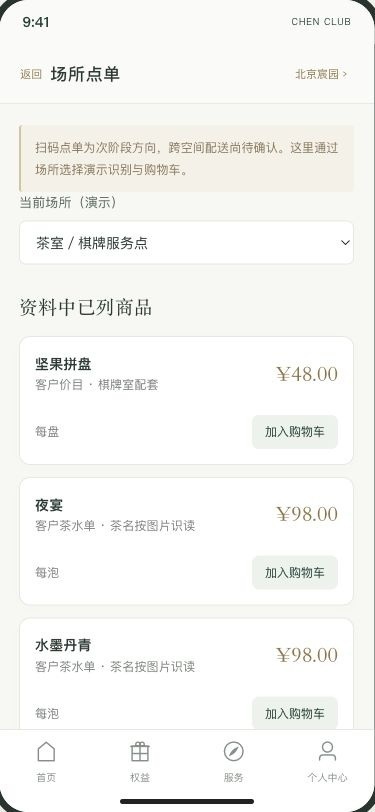 9:41 CHEN CLUB
返回 场所点单 北京宸园 ›
扫码点单为次阶段方向，跨空间配送尚待确认。这里通过
场所选择演示识别与购物车。
当前场所（演示）
茶室 / 棋牌服务点
资料中已列商品
坚果拼盘
¥48.00
客户价目 · 棋牌室配套
每盘 加入购物车
夜宴
¥98.00
客户茶水单 · 茶名按图片识读
每泡 加入购物车
水墨丹青
¥98.00
客户茶水单 · 茶名按图片识读
每泡 加入购物车
首页 权益 服务 个人中心